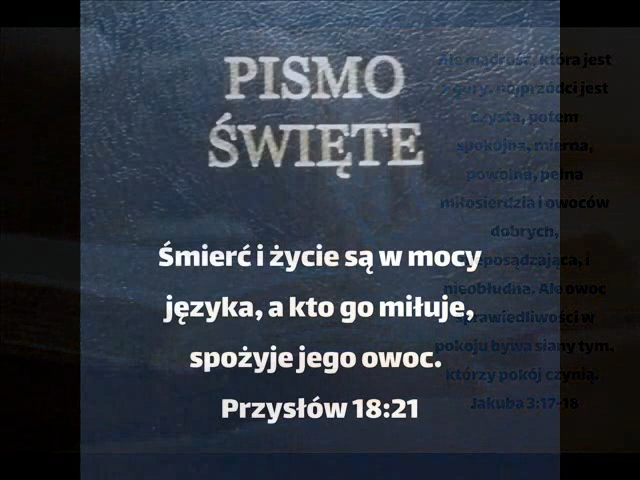 PISMO
ŚWIĘTE
Śmierć i życie są w mocy
języka, a kto go miłuje,
spożyje jego owoc.
Przysłów 18:21
Ale mądrość, która jest
z góry, najprzódci jest
czysta, potem
spokojna, mierna,
powolna, pełna
miłosierdzia i owoców
dobrych,
i
nieobłudna. Ale owoc
sprawiedliwości w
pokoju bywa siany tym,
którzy pokój czynią.
Jakuba 3:17-18